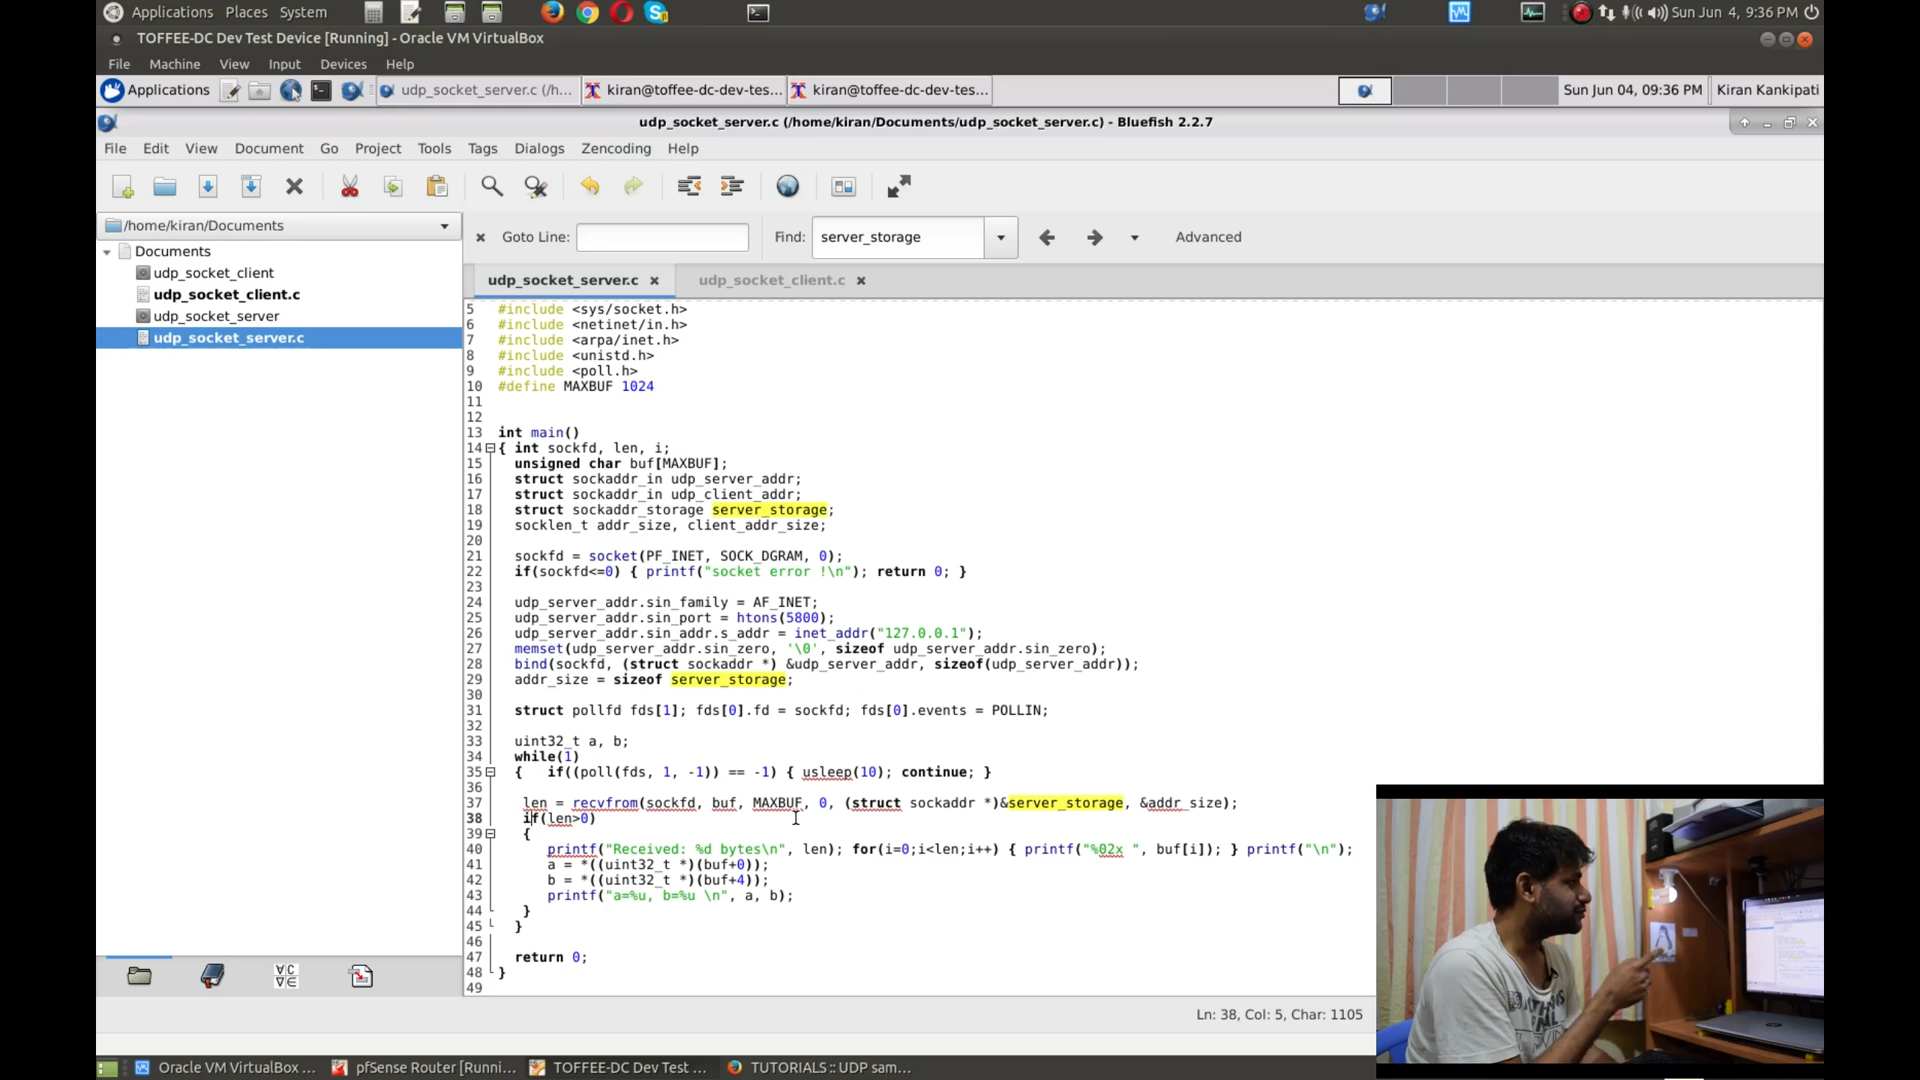 Applications Places System Sun Jun 4, 9:36 PM
TOFFEE-DC Dev Test Device [Running] - Oracle VM VirtualBox
File Machine View Input Devices Help
Applications udp_socket_server.c (/h... kiran@toffee-dc-dev-tes... kiran@toffee-dc-dev-tes... Sun Jun 04, 09:36 PM Kiran Kankipati
udp_socket_server.c (/home/kiran/Documents/udp_socket_server.c) - Bluefish 2.2.7
File Edit View Document Go Project Tools Tags Dialogs Zencoding Help
/home/kiran/Documents
Goto Line: Find: server_storage Advanced
Documents
udp_socket_client
udp_socket_client.c
udp_socket_server
udp_socket_server.c
udp_socket_server.c udp_socket_client.c
5 #include <sys/socket.h>
6 #include <netinet/in.h>
7 #include <arpa/inet.h>
8 #include <unistd.h>
9 #include <poll.h>
10 #define MAXBUF 1024
11
12
13 int main()
14 { int sockfd, len, i;
15 unsigned char buf[MAXBUF];
16 struct sockaddr_in udp_server_addr;
17 struct sockaddr_in udp_client_addr;
18 struct sockaddr_storage server_storage;
19 socklen_t addr_size, client_addr_size;
20
21 sockfd = socket(PF_INET, SOCK_DGRAM, 0);
22 if(sockfd<=0) { printf("socket error !\n"); return 0; }
23
24 udp_server_addr.sin_family = AF_INET;
25 udp_server_addr.sin_port = htons(5800);
26 udp_server_addr.sin_addr.s_addr = inet_addr("127.0.0.1");
27 memset(udp_server_addr.sin_zero, '\0', sizeof udp_server_addr.sin_zero);
28 bind(sockfd, (struct sockaddr *) &udp_server_addr, sizeof(udp_server_addr));
29 addr_size = sizeof server_storage;
30
31 struct pollfd fds[1]; fds[0].fd = sockfd; fds[0].events = POLLIN;
32
33 uint32_t a, b;
34 while(1)
35 { if((poll(fds, 1, -1)) == -1) { usleep(10); continue; }
36
37 len = recvfrom(sockfd, buf, MAXBUF, 0, (struct sockaddr *)&server_storage, &addr_size);
38 if(len>0)
39 {
40 printf("Received: %d bytes\n", len); for(i=0;i<len;i++) { printf("%02x ", buf[i]); } printf("\n");
41 a = *((uint32_t *)(buf+0));
42 b = *((uint32_t *)(buf+4));
43 printf("a=%u, b=%u \n", a, b);
44 }
45 }
46
47 return 0;
48 }
49
Ln: 38, Col: 5, Char: 1105
Oracle VM VirtualBox ... pfSense Router [Runni... TOFFEE-DC Dev Test ... TUTORIALS :: UDP sam...